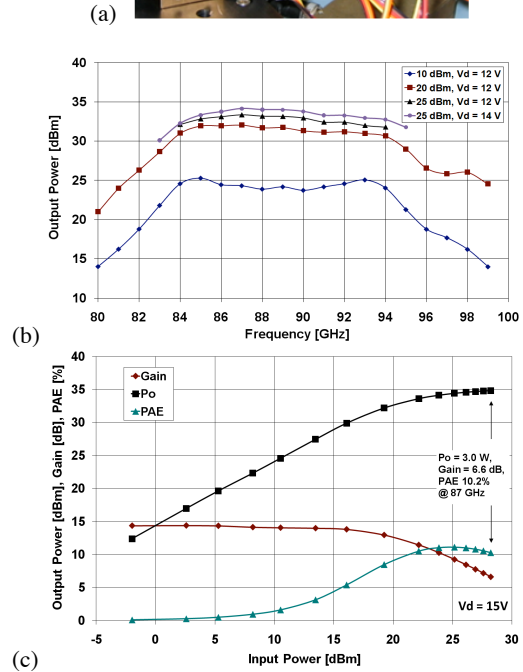 (a)
40
35
30
25
20
15
10
Output Power [dBm]
10 dBm, Vd = 12 V
20 dBm, Vd = 12 V
25 dBm, Vd = 12 V
25 dBm, Vd = 14 V
80 82 84 86 88 90 92 94 96 98 100
Frequency [GHz]
(b)
40
35
30
25
20
15
10
5
0
Output Power [dBm], Gain [dB], PAE [%]
Gain
Po
PAE
Po = 3.0 W,
Gain = 6.6 dB,
PAE 10.2%
@ 87 GHz
Vd = 15V
-5 0 5 10 15 20 25 30
Input Power [dBm]
(c)